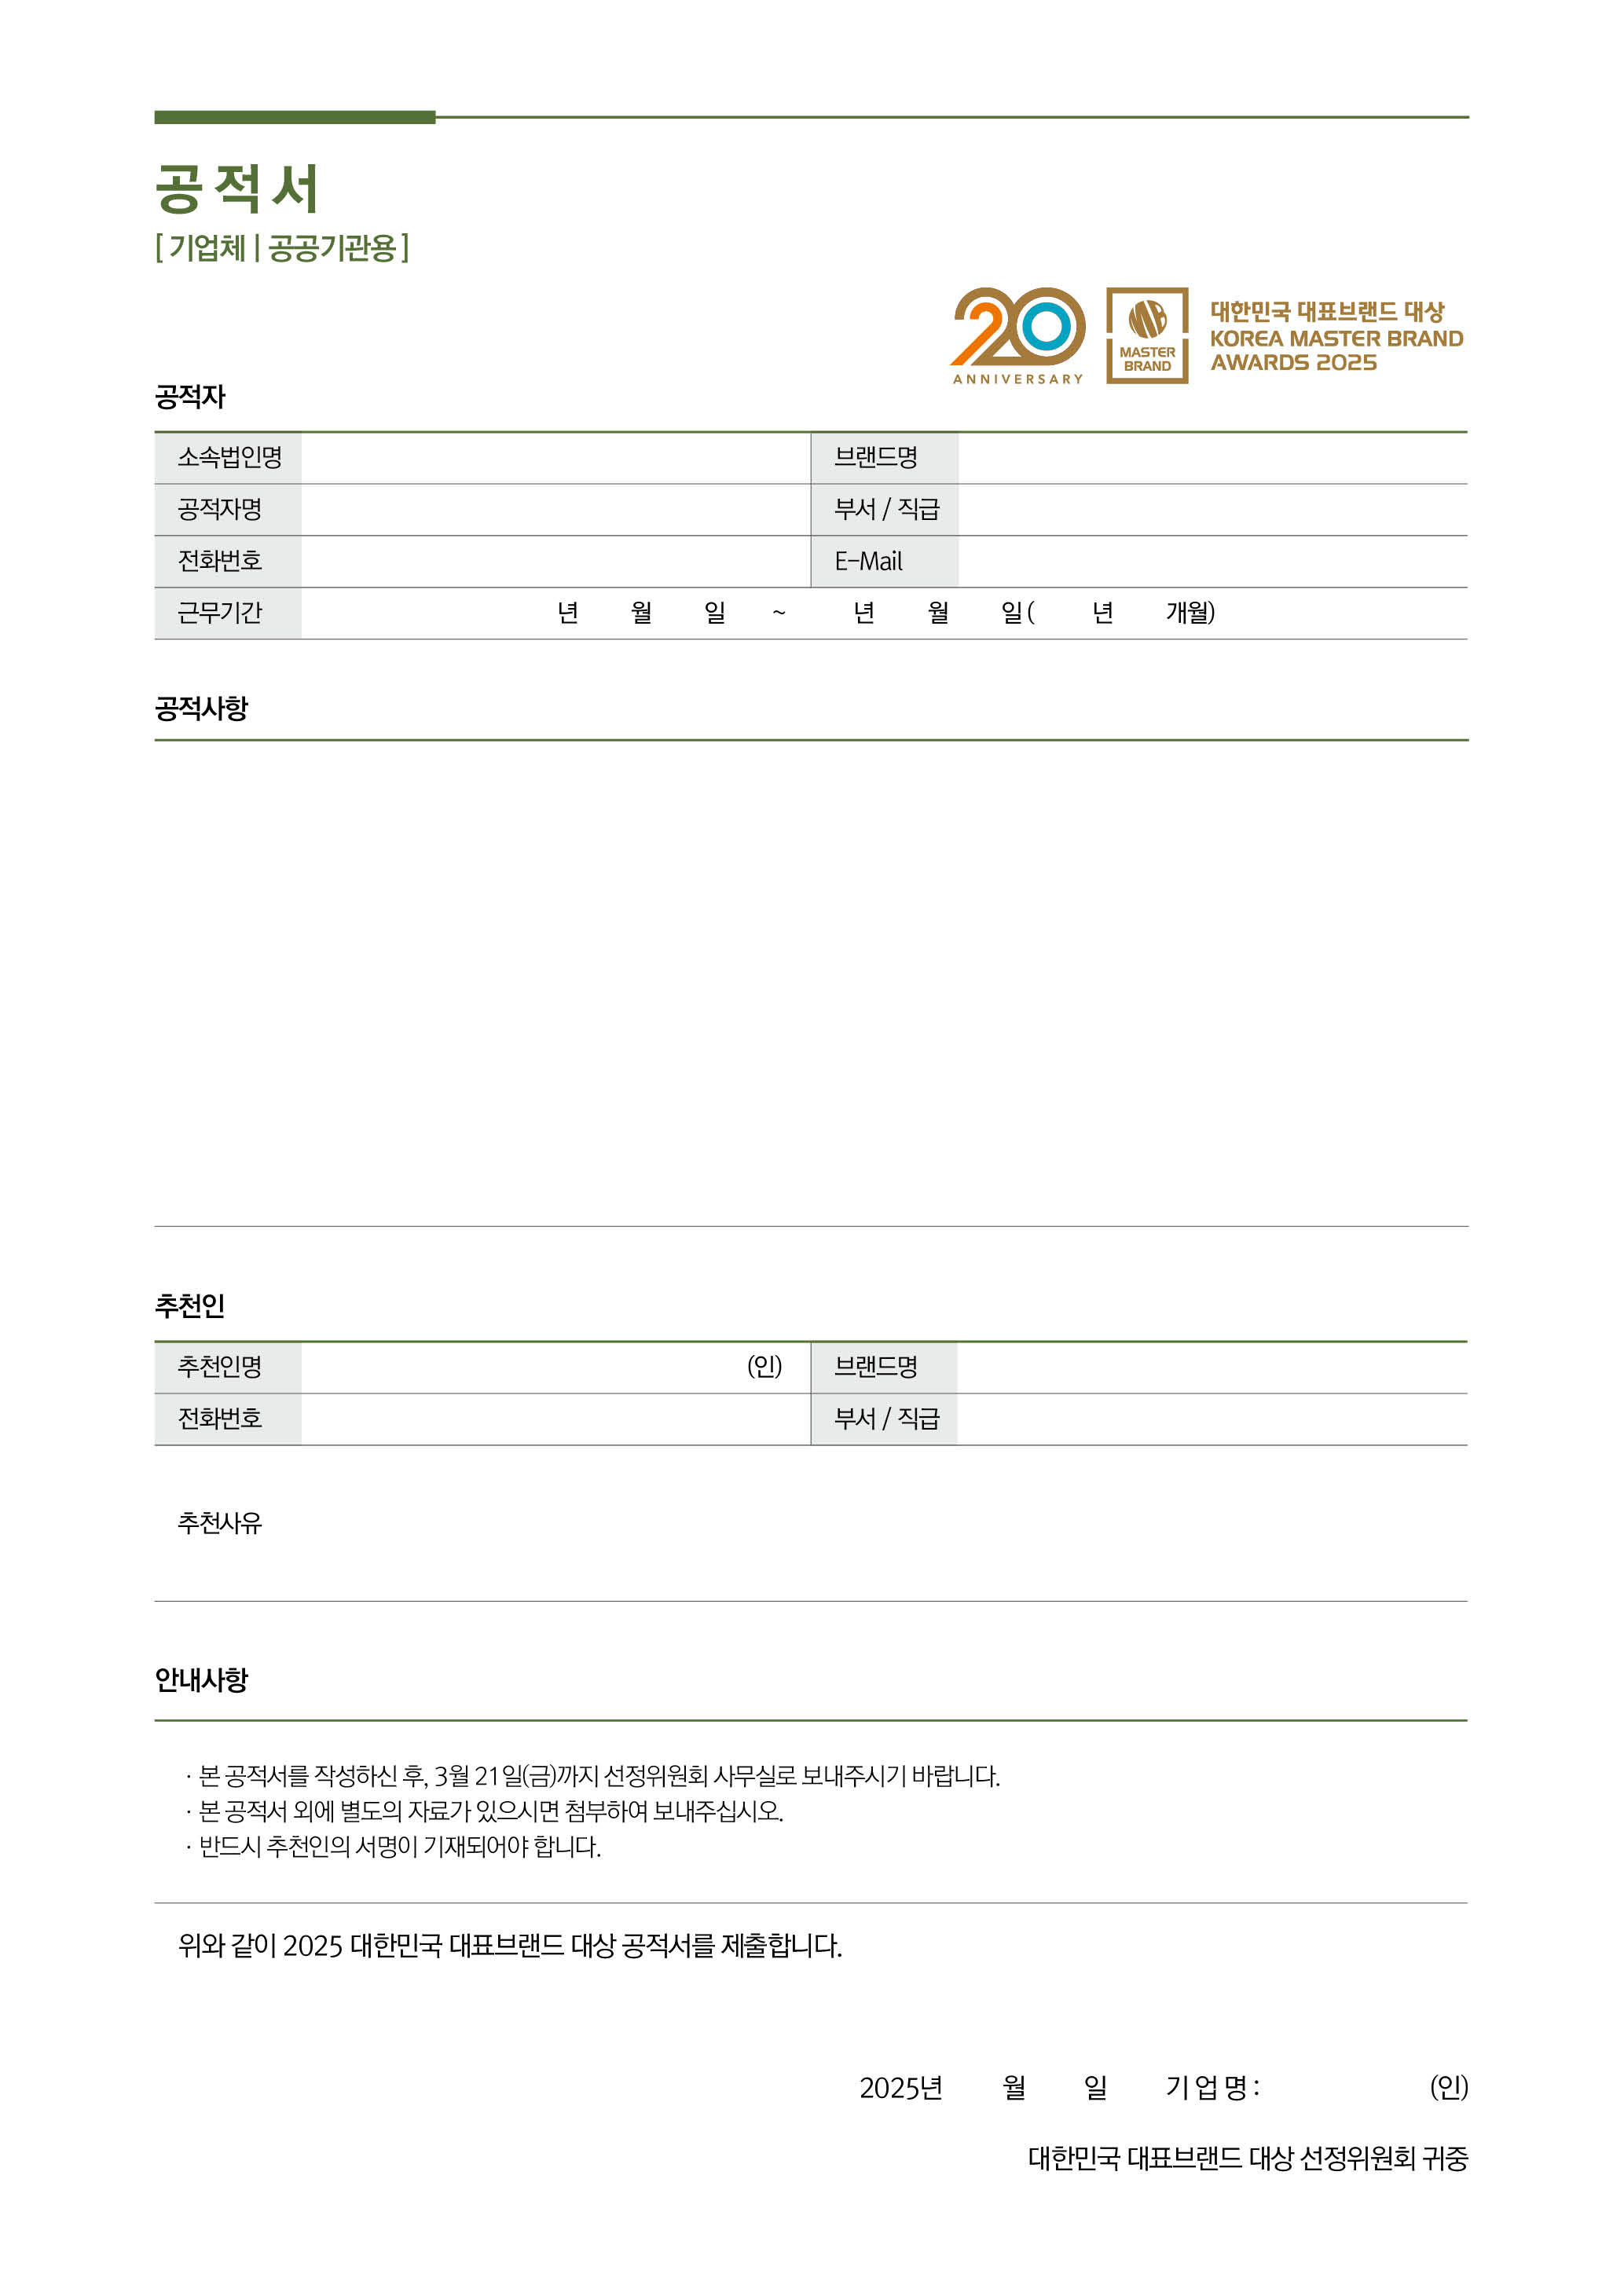 공적서
[ 기업체 | 공공기관용 ]
20
ANNIVERSARY
MB
MASTER
BRAND
대한민국 대표브랜드 대상
KOREA MASTER BRAND
AWARDS 2025
공적자
소속법인명 브랜드명
공적자명 부서 / 직급
전화번호 E-Mail
근무기간 년 월 일 ~ 년 월 일 ( 년 개월)
공적사항
추천인
추천인명 (인) 브랜드명
전화번호 부서 / 직급
추천사유
안내사항
· 본 공적서를 작성하신 후, 3월 21일(금)까지 선정위원회 사무실로 보내주시기 바랍니다.
· 본 공적서 외에 별도의 자료가 있으시면 첨부하여 보내주십시오.
· 반드시 추천인의 서명이 기재되어야 합니다.
위와 같이 2025 대한민국 대표브랜드 대상 공적서를 제출합니다.
2025년 월 일 기 업 명 : (인)
대한민국 대표브랜드 대상 선정위원회 귀중